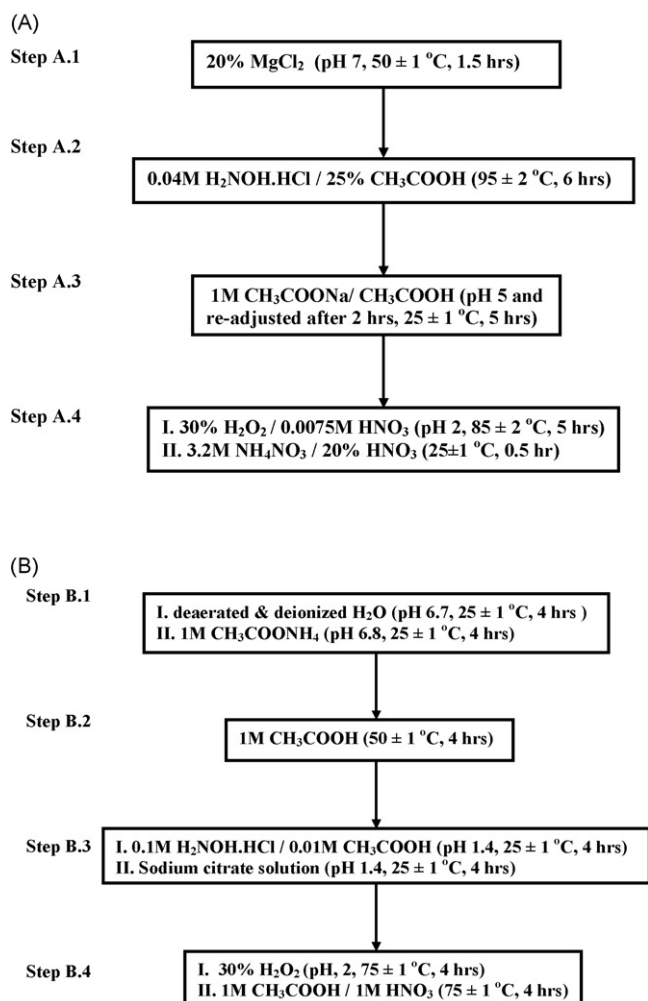 (A)
Step A.1
20% MgCl₂ (pH 7, 50 ± 1 °C, 1.5 hrs)
Step A.2
0.04M H₂NOH.HCl / 25% CH₃COOH (95 ± 2 °C, 6 hrs)
Step A.3
1M CH₃COONa/ CH₃COOH (pH 5 and
re-adjusted after 2 hrs, 25 ± 1 °C, 5 hrs)
Step A.4
I. 30% H₂O₂ / 0.0075M HNO₃ (pH 2, 85 ± 2 °C, 5 hrs)
II. 3.2M NH₄NO₃ / 20% HNO₃ (25±1 °C, 0.5 hr)
(B)
Step B.1
I. deaerated & deionized H₂O (pH 6.7, 25 ± 1 °C, 4 hrs )
II. 1M CH₃COONH₄ (pH 6.8, 25 ± 1 °C, 4 hrs)
Step B.2
1M CH₃COOH (50 ± 1 °C, 4 hrs)
Step B.3
I. 0.1M H₂NOH.HCl / 0.01M CH₃COOH (pH 1.4, 25 ± 1 °C, 4 hrs)
II. Sodium citrate solution (pH 1.4, 25 ± 1 °C, 4 hrs)
Step B.4
I. 30% H₂O₂ (pH, 2, 75 ± 1 °C, 4 hrs)
II. 1M CH₃COOH / 1M HNO₃ (75 ± 1 °C, 4 hrs)